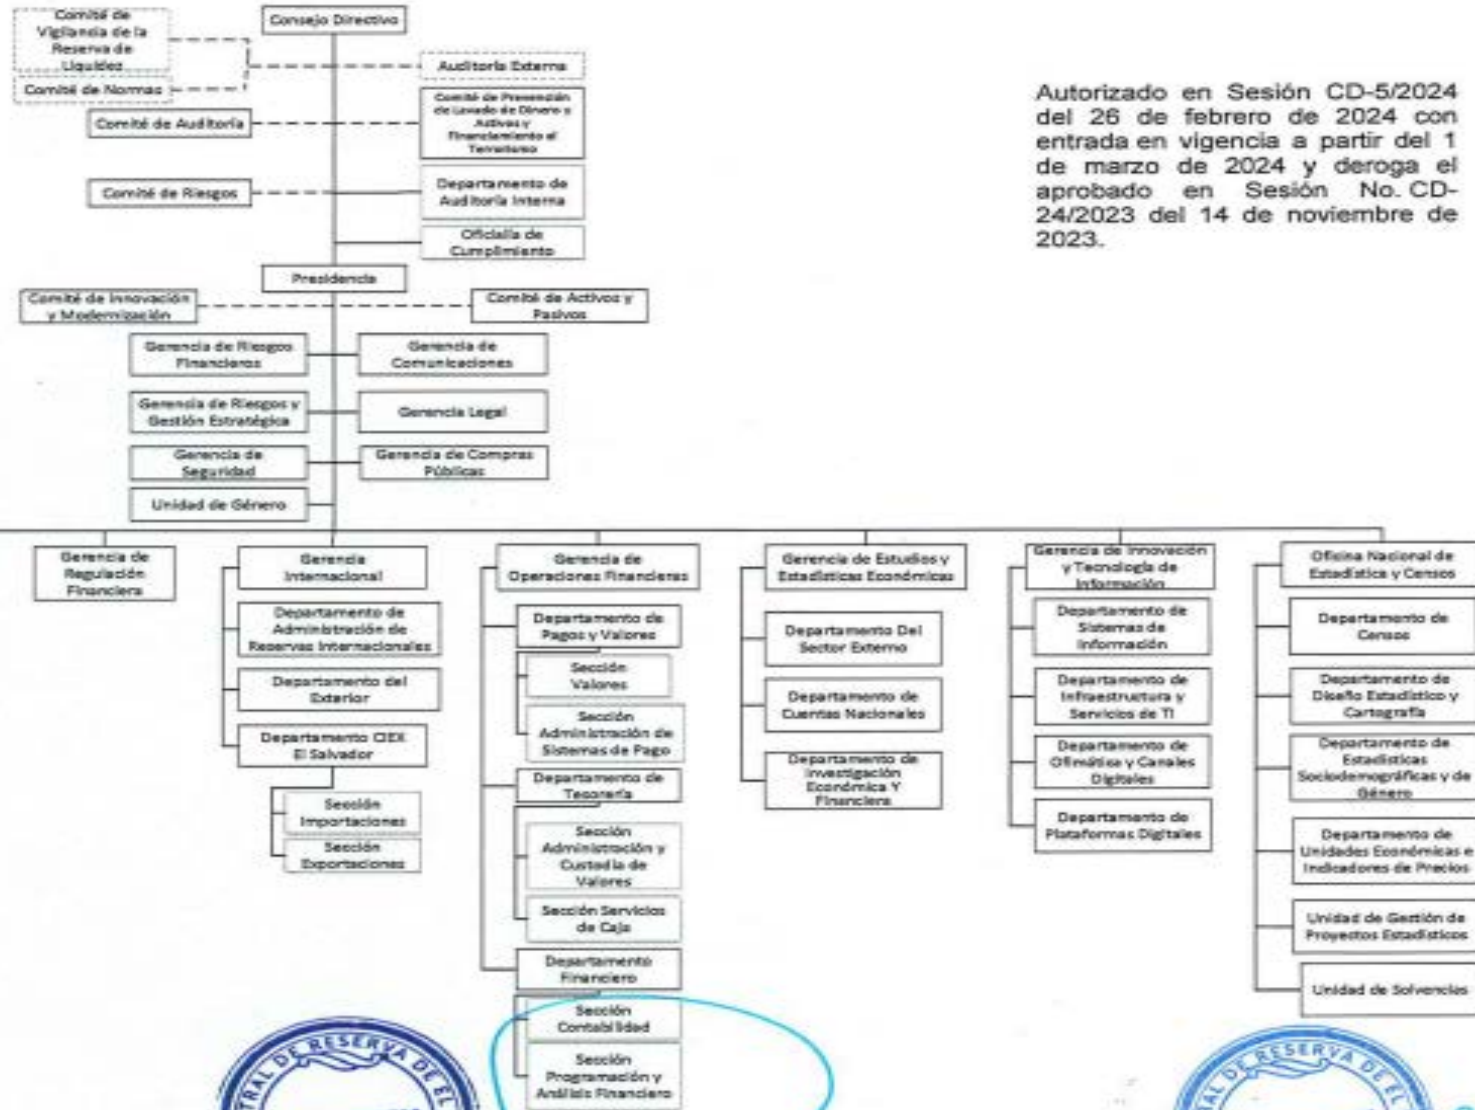 Comité de
Vigilancia de la
Reserva de
Liquidez
Comité de Normas
Consejo Directivo
Auditoría Externa
Comité de Auditoría
Comité de Prevención
de Lavado de Dinero y
Activos y
Financiamiento al
Terrorismo
Comité de Riesgos
Departamento de
Auditoría Interna
Oficialía de
Cumplimiento
Autorizado en Sesión CD-5/2024
del 26 de febrero de 2024 con
entrada en vigencia a partir del 1
de marzo de 2024 y deroga el
aprobado en Sesión No. CD-
24/2023 del 14 de noviembre de
2023.
Presidencia
Comité de Innovación
y Modernización
Comité de Activos y
Pasivos
Gerencia de Riesgos
Financieros
Gerencia de
Comunicaciones
Gerencia de Riesgos y
Gestión Estratégica
Gerencia Legal
Gerencia de
Seguridad
Gerencia de Compras
Públicas
Unidad de Género
Gerencia de
Regulación
Financiera
Gerencia
Internacional
Departamento de
Administración de
Reservas Internacionales
Departamento del
Exterior
Departamento CIEX
El Salvador
Sección
Importaciones
Sección
Exportaciones
Gerencia de
Operaciones Financieras
Departamento de
Pagos y Valores
Sección
Valores
Sección
Administración de
Sistemas de Pago
Departamento de
Tesorería
Sección
Administración y
Custodia de
Valores
Sección Servicios
de Caja
Departamento
Financiero
Sección
Contabilidad
Sección
Programación y
Análisis Financiero
Gerencia de Estudios y
Estadísticas Económicas
Departamento Del
Sector Externo
Departamento de
Cuentas Nacionales
Departamento de
Investigación
Económica Y
Financiera
Gerencia de Innovación
y Tecnología de
Información
Departamento de
Sistemas de
Información
Departamento de
Infraestructura y
Servicios de TI
Departamento de
Ofimática y Canales
Digitales
Departamento de
Plataformas Digitales
Oficina Nacional de
Estadística y Censos
Departamento de
Censos
Departamento de
Diseño Estadístico y
Cartografía
Departamento de
Estadísticas
Sociodemográficas y de
Género
Departamento de
Unidades Económicas e
Indicadores de Precios
Unidad de Gestión de
Proyectos Estadísticos
Unidad de Solvencias
TRAL DE RESERVA DE EL
RAL DE RESERVA DE EL